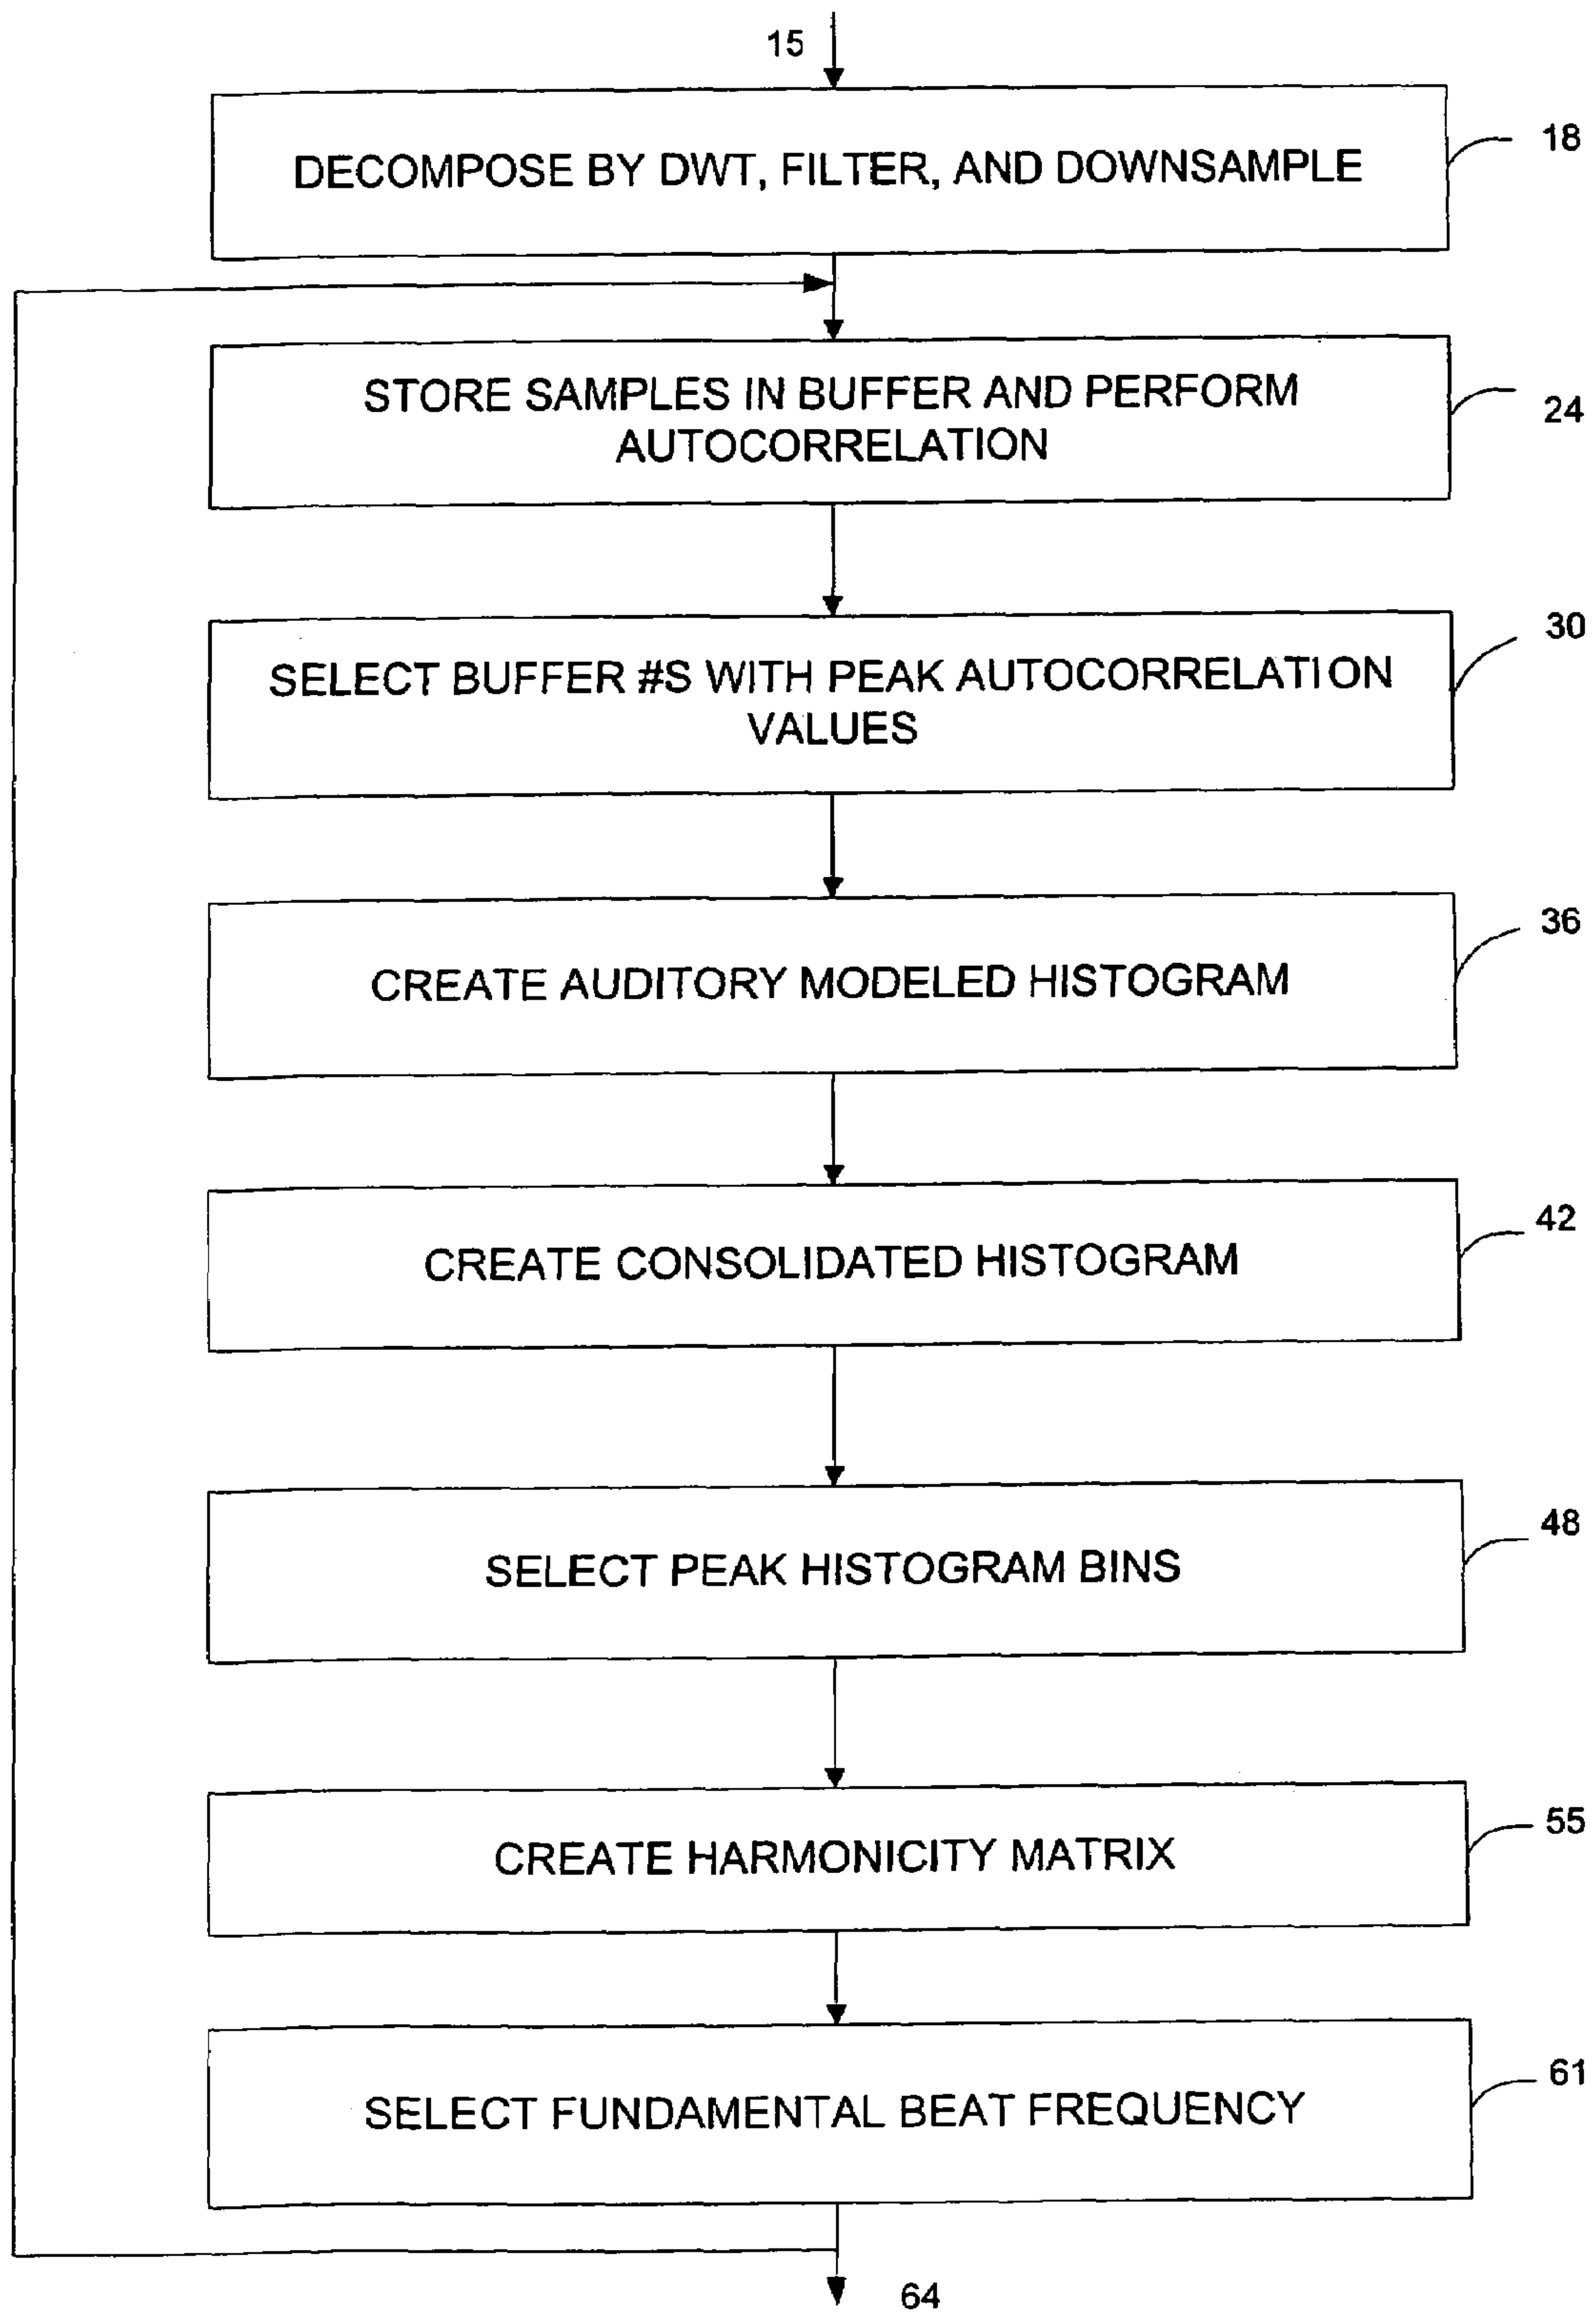 15
DECOMPOSE BY DWT, FILTER, AND DOWNSAMPLE
18
STORE SAMPLES IN BUFFER AND PERFORM
AUTOCORRELATION
24
SELECT BUFFER #S WITH PEAK AUTOCORRELATION
VALUES
30
CREATE AUDITORY MODELED HISTOGRAM
36
CREATE CONSOLIDATED HISTOGRAM
42
SELECT PEAK HISTOGRAM BINS
48
CREATE HARMONICITY MATRIX
55
SELECT FUNDAMENTAL BEAT FREQUENCY
61
64